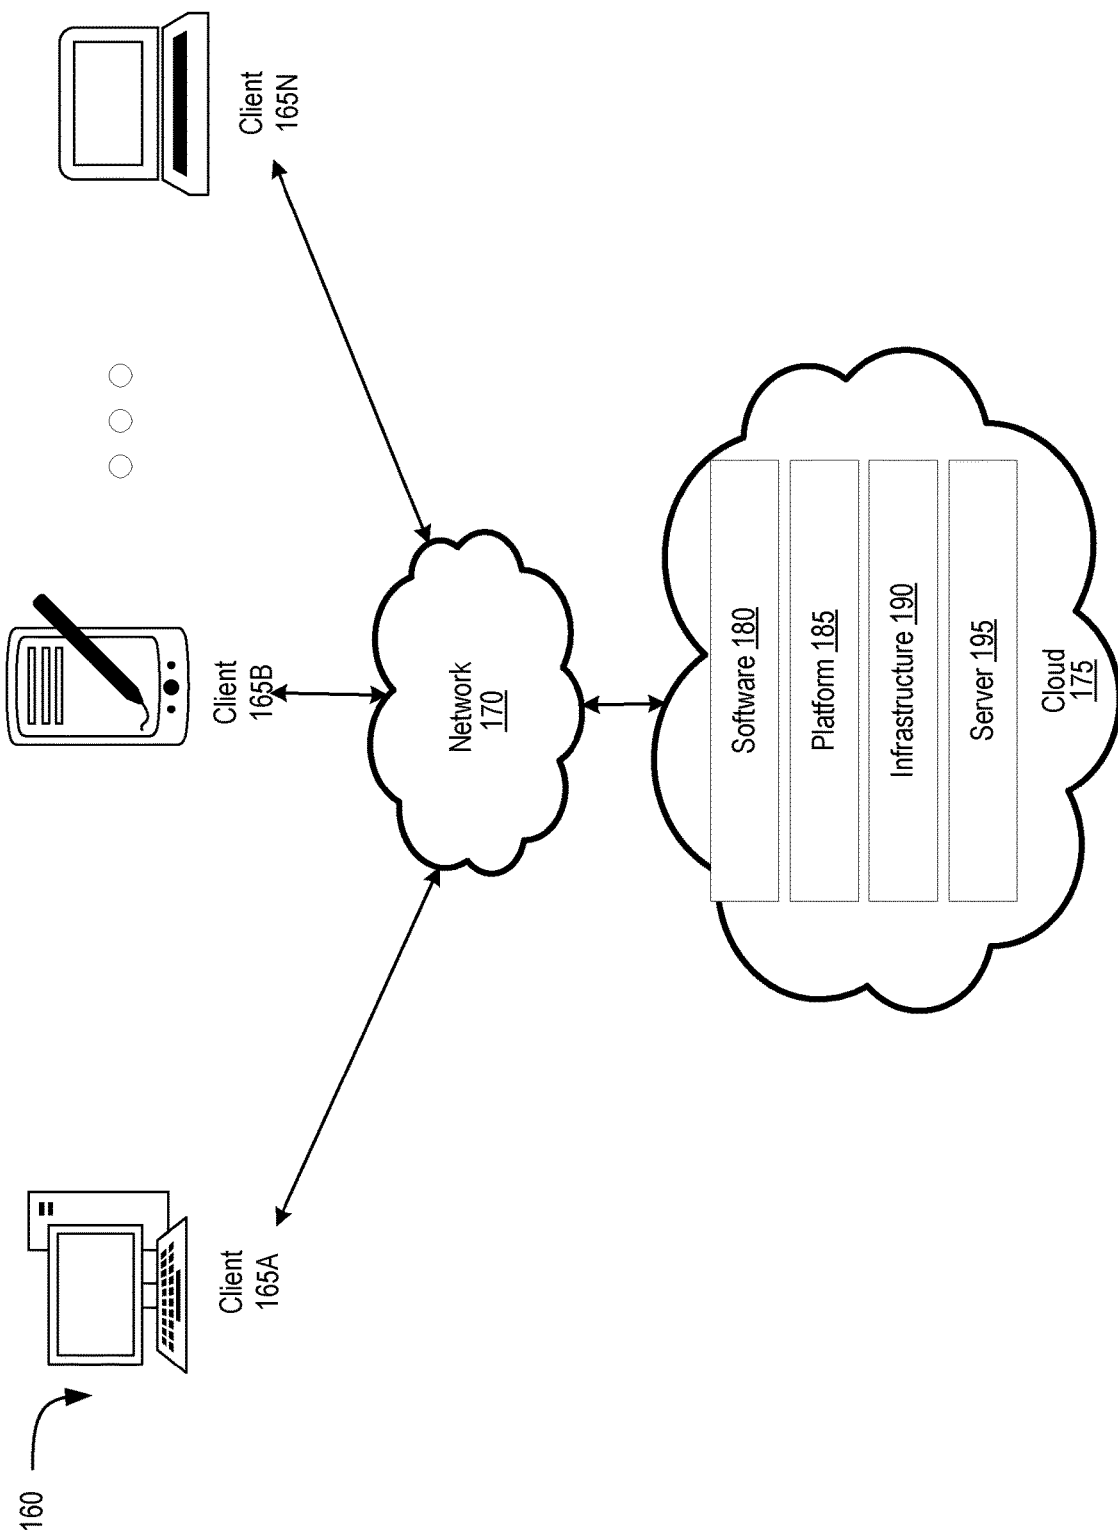 160
Client
165A
Client
165B
Client
165N
Network
170
Software 180
Platform 185
Infrastructure 190
Server 195
Cloud
175